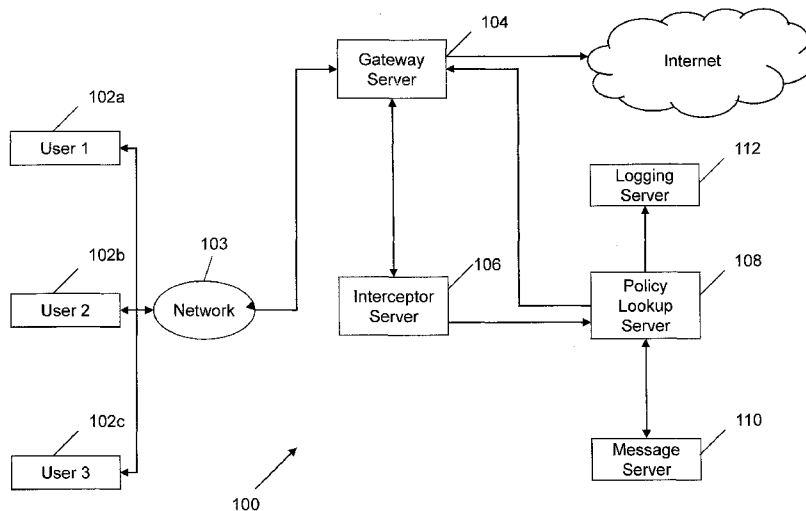 104
Gateway
Server
Internet
102a
User 1
112
Logging
Server
103
102b
106
108
User 2
Network
Interceptor
Server
Policy
Lookup
Server
102c
User 3
110
Message
Server
100